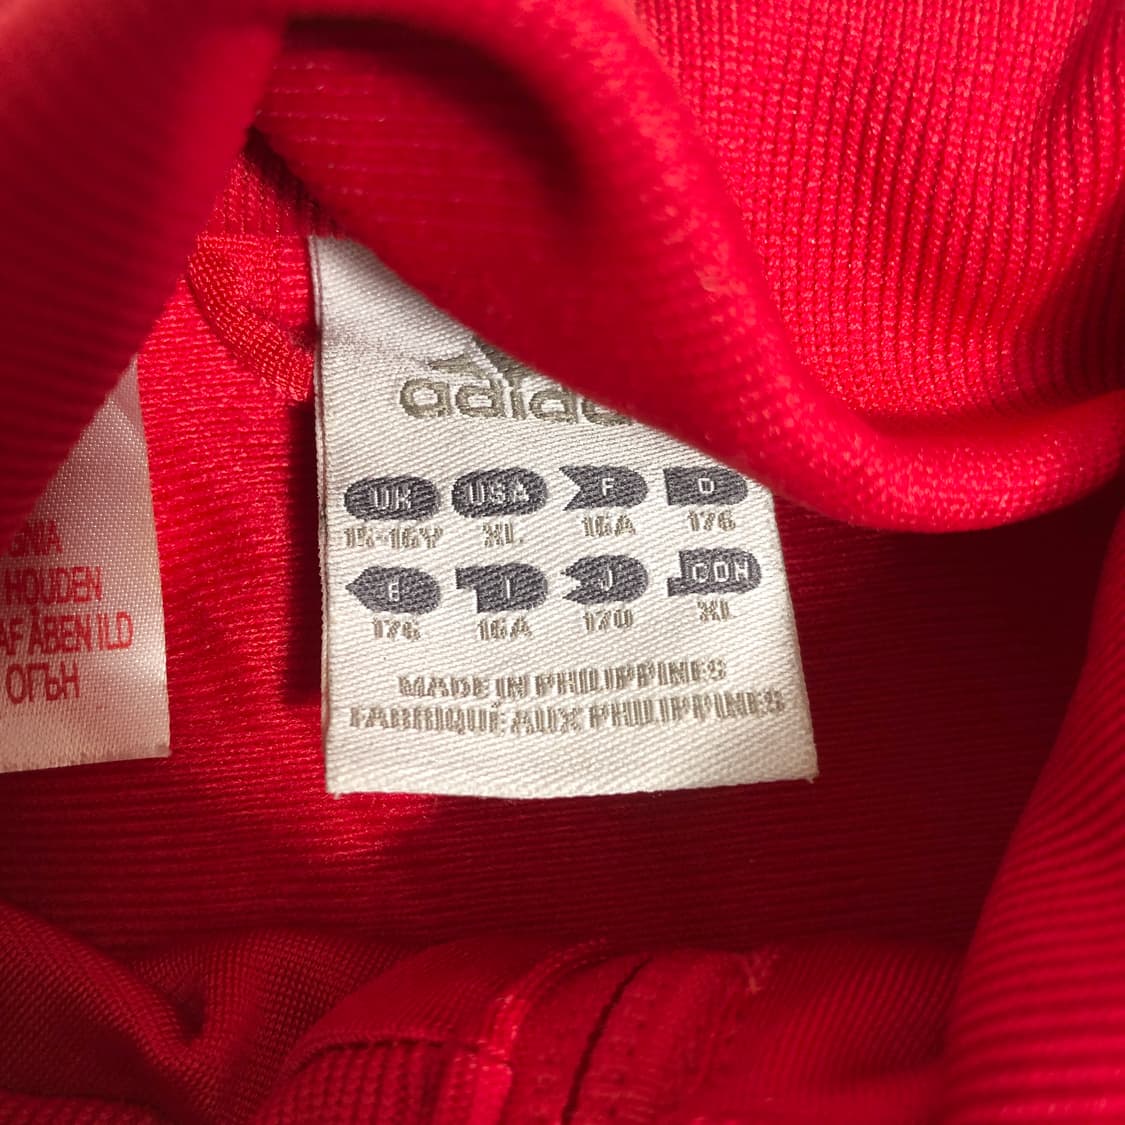 adidas
UK USA F D
15-16Y XL 16A 176
E I J CDN
176 16A 170 XL
MADE IN PHILIPPINES
FABRIQUÉ AUX PHILIPPINES
HOUDEN
AF ÅBEN ILD
ОГЪН